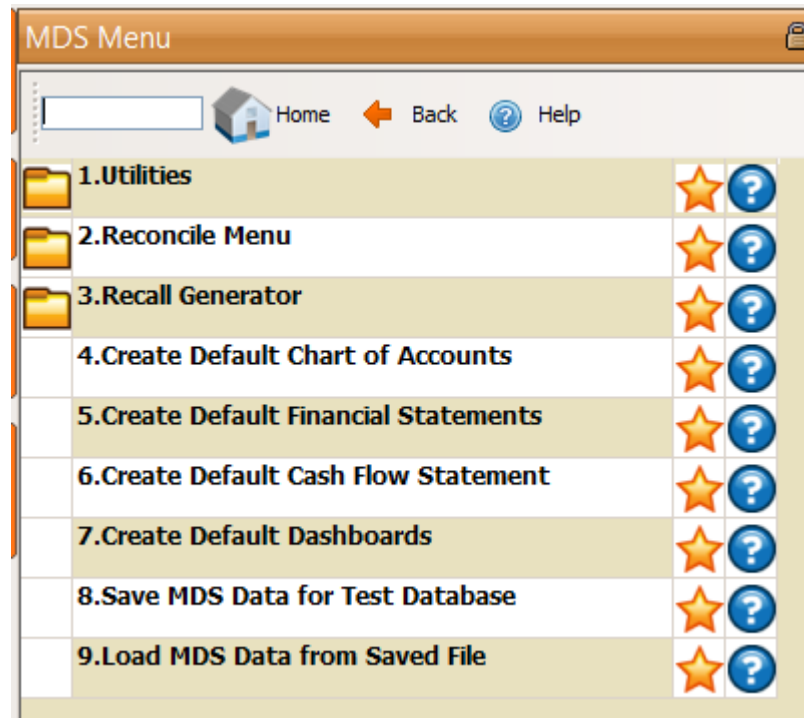 MDS Menu
Home Back Help
1.Utilities
2.Reconcile Menu
3.Recall Generator
4.Create Default Chart of Accounts
5.Create Default Financial Statements
6.Create Default Cash Flow Statement
7.Create Default Dashboards
8.Save MDS Data for Test Database
9.Load MDS Data from Saved File